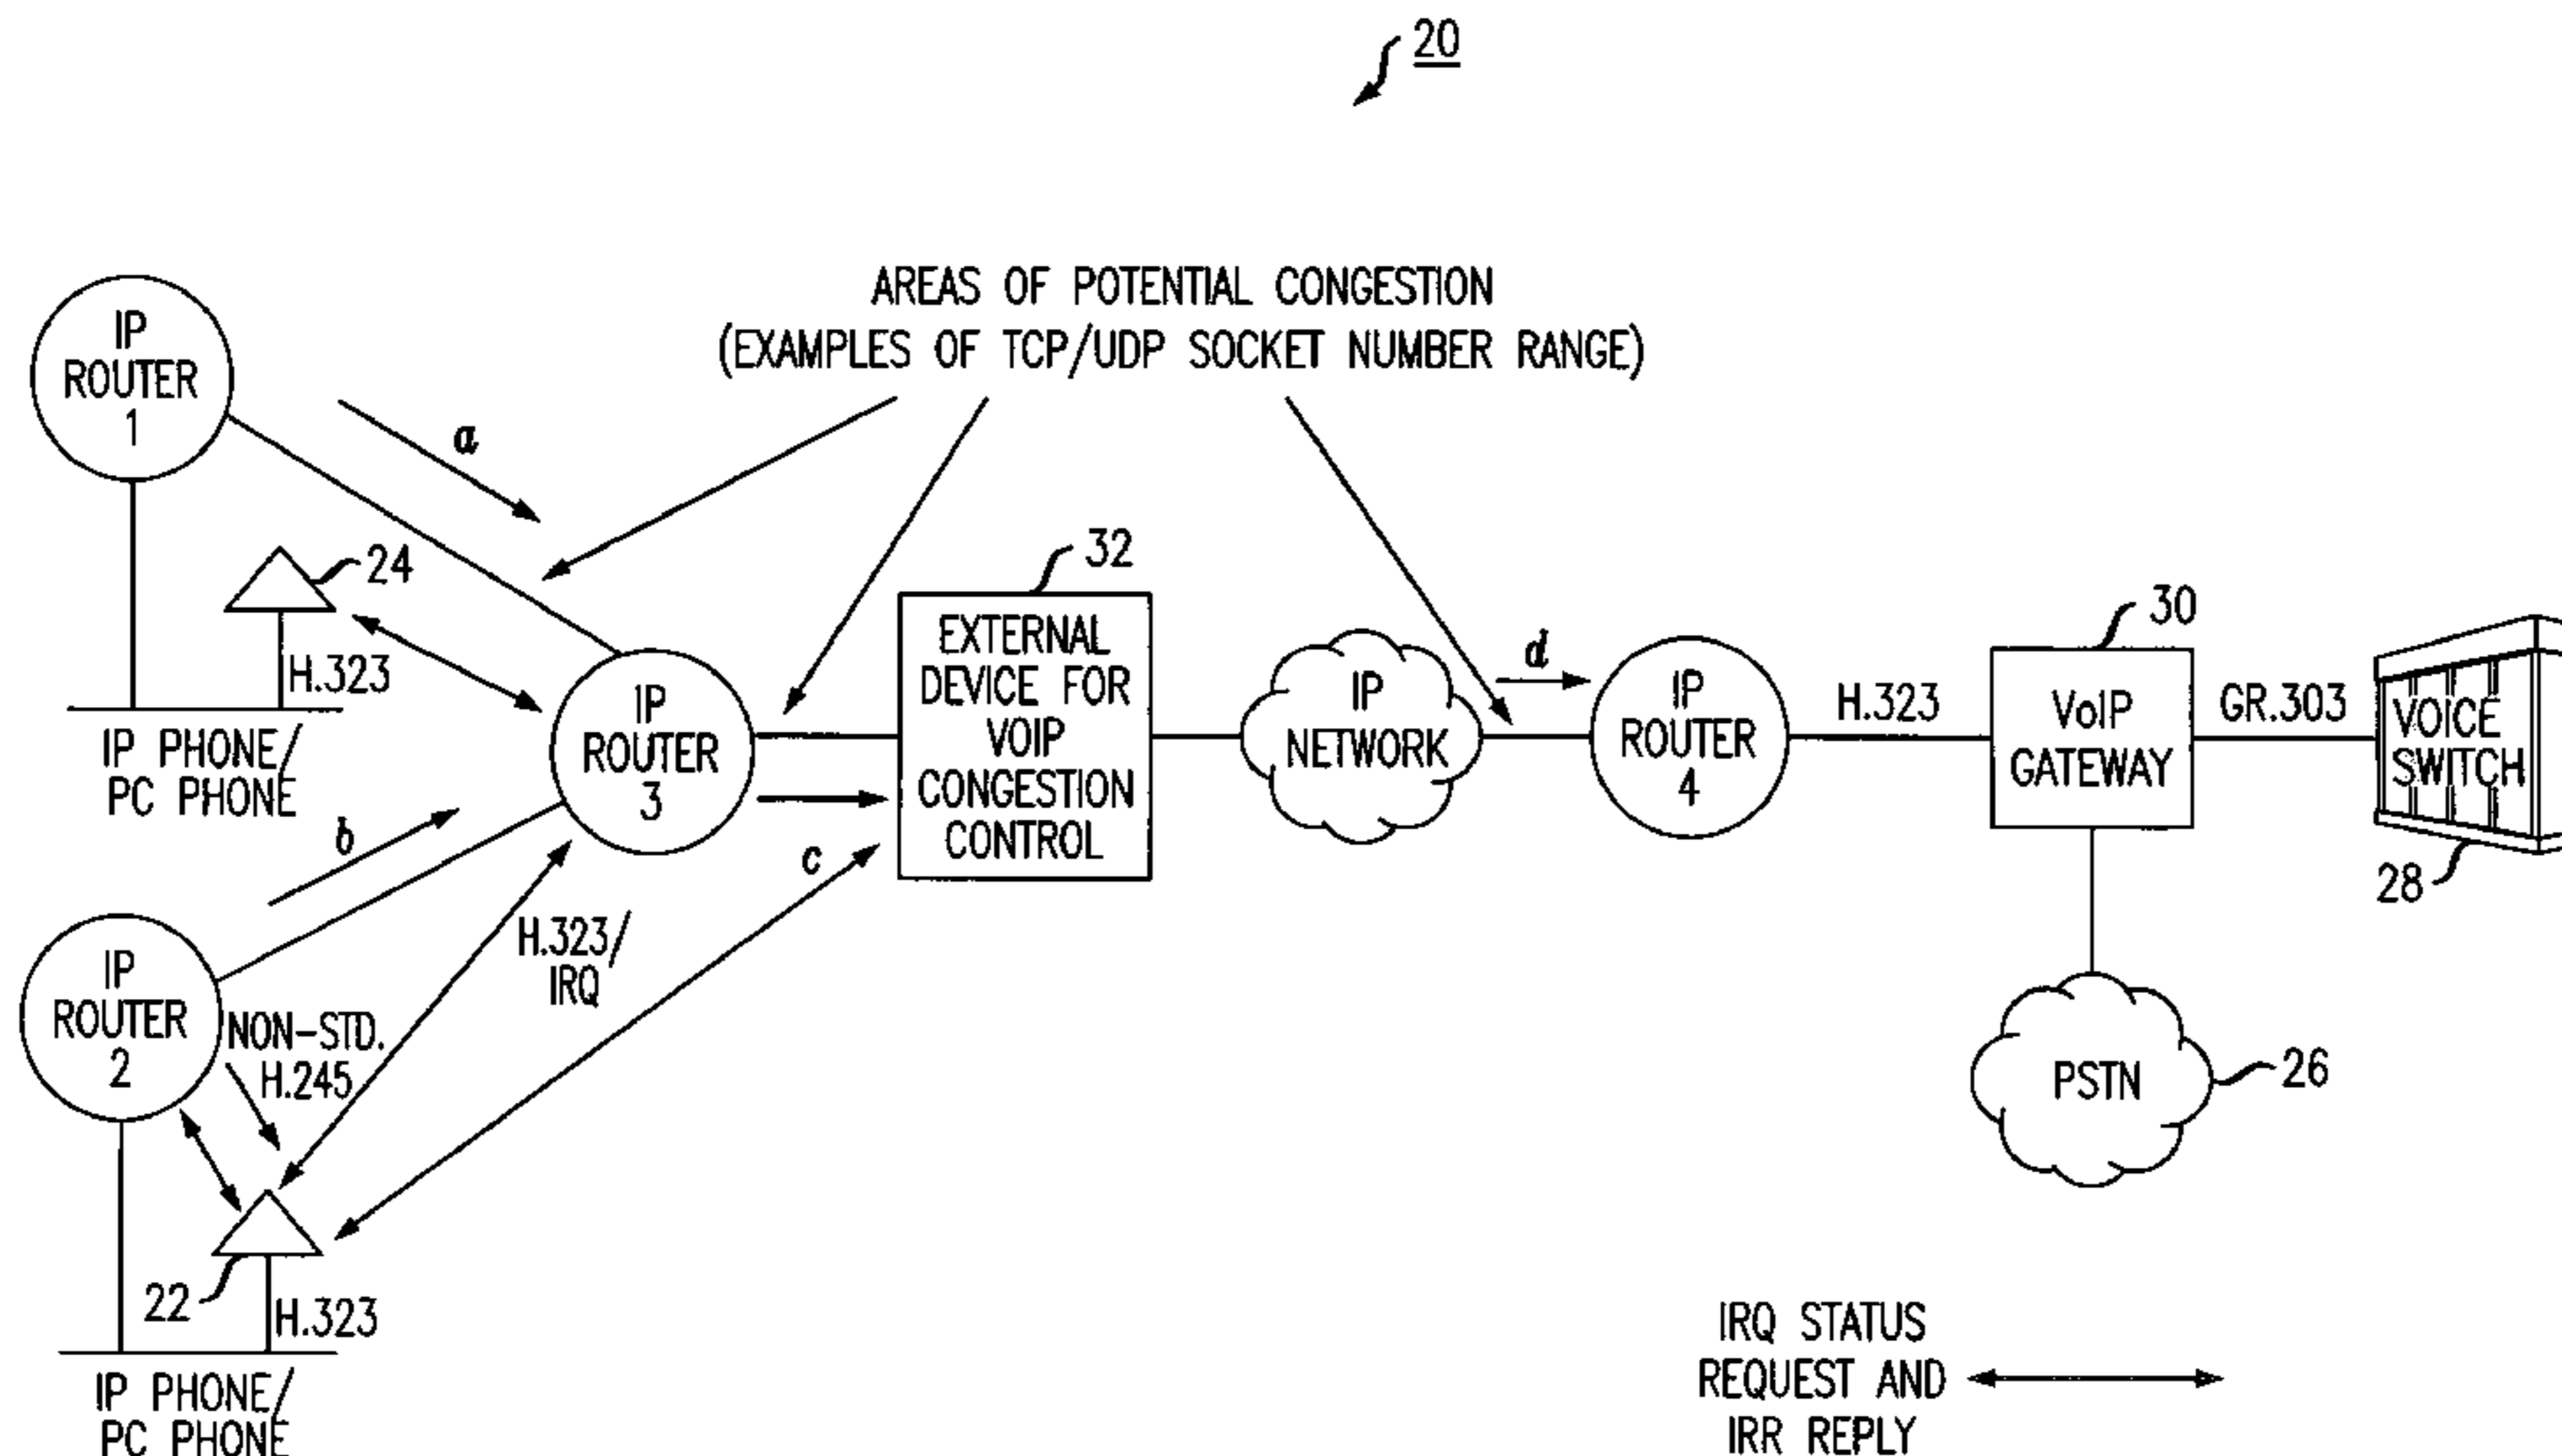 20
AREAS OF POTENTIAL CONGESTION
(EXAMPLES OF TCP/UDP SOCKET NUMBER RANGE)
IP
ROUTER
1
a
24
H.323
IP PHONE/
PC PHONE
32
EXTERNAL
DEVICE FOR
VOIP
CONGESTION
CONTROL
IP
ROUTER
3
IP
NETWORK
d
IP
ROUTER
4
H.323
30
VoIP
GATEWAY
GR.303
VOICE
SWITCH
28
b
c
H.323/
IRQ
IP
ROUTER
2
NON-STD.
H.245
22
H.323
IP PHONE/
PC PHONE
PSTN
26
IRQ STATUS
REQUEST AND
IRR REPLY